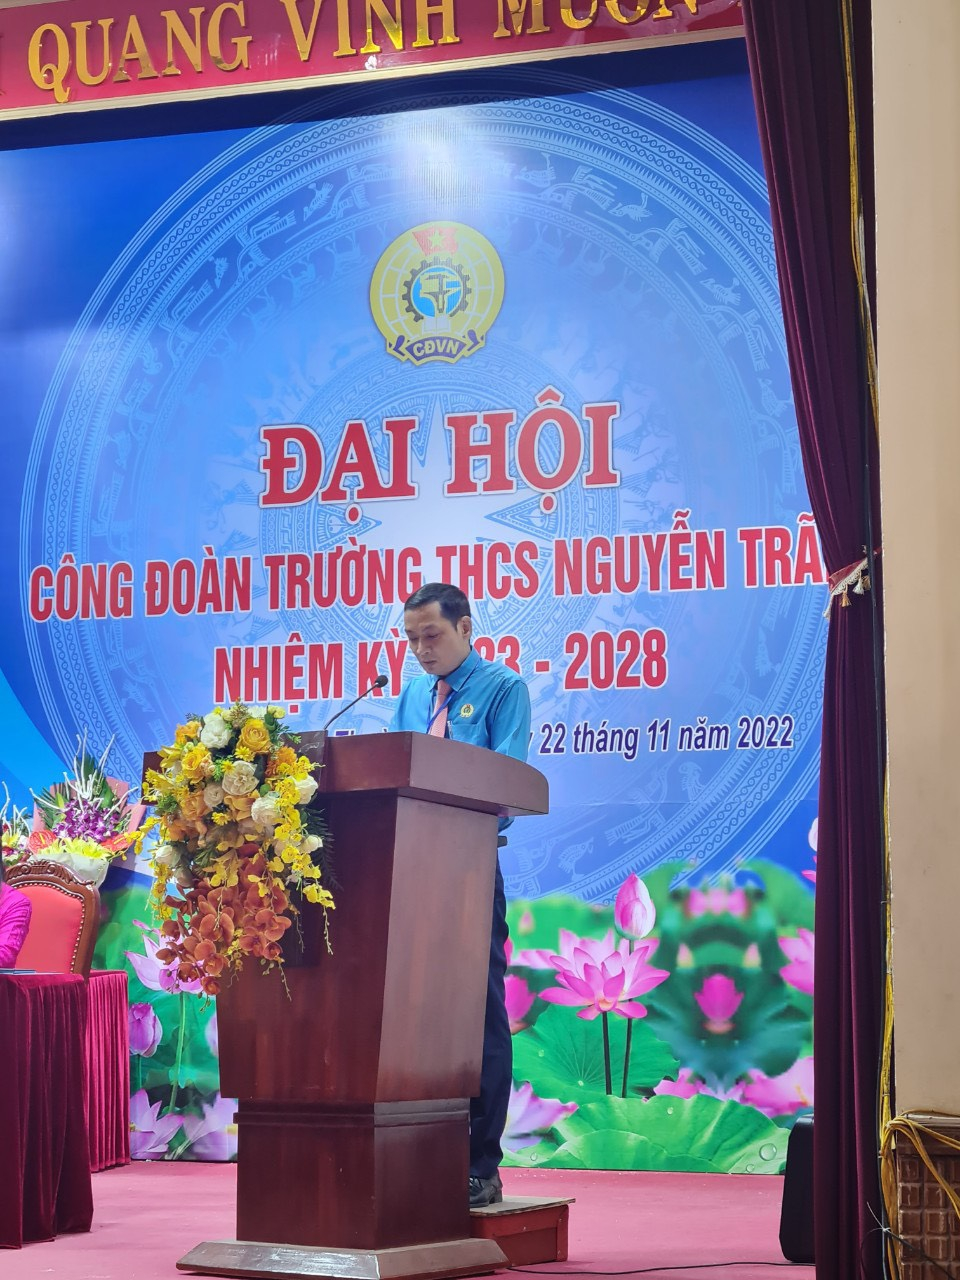 QUANG VINH MUÔN
CĐVN
ĐẠI HỘI
CÔNG ĐOÀN TRƯỜNG THCS NGUYỄN TRÃI
NHIỆM KỲ - 2028
22 tháng 11 năm 2022